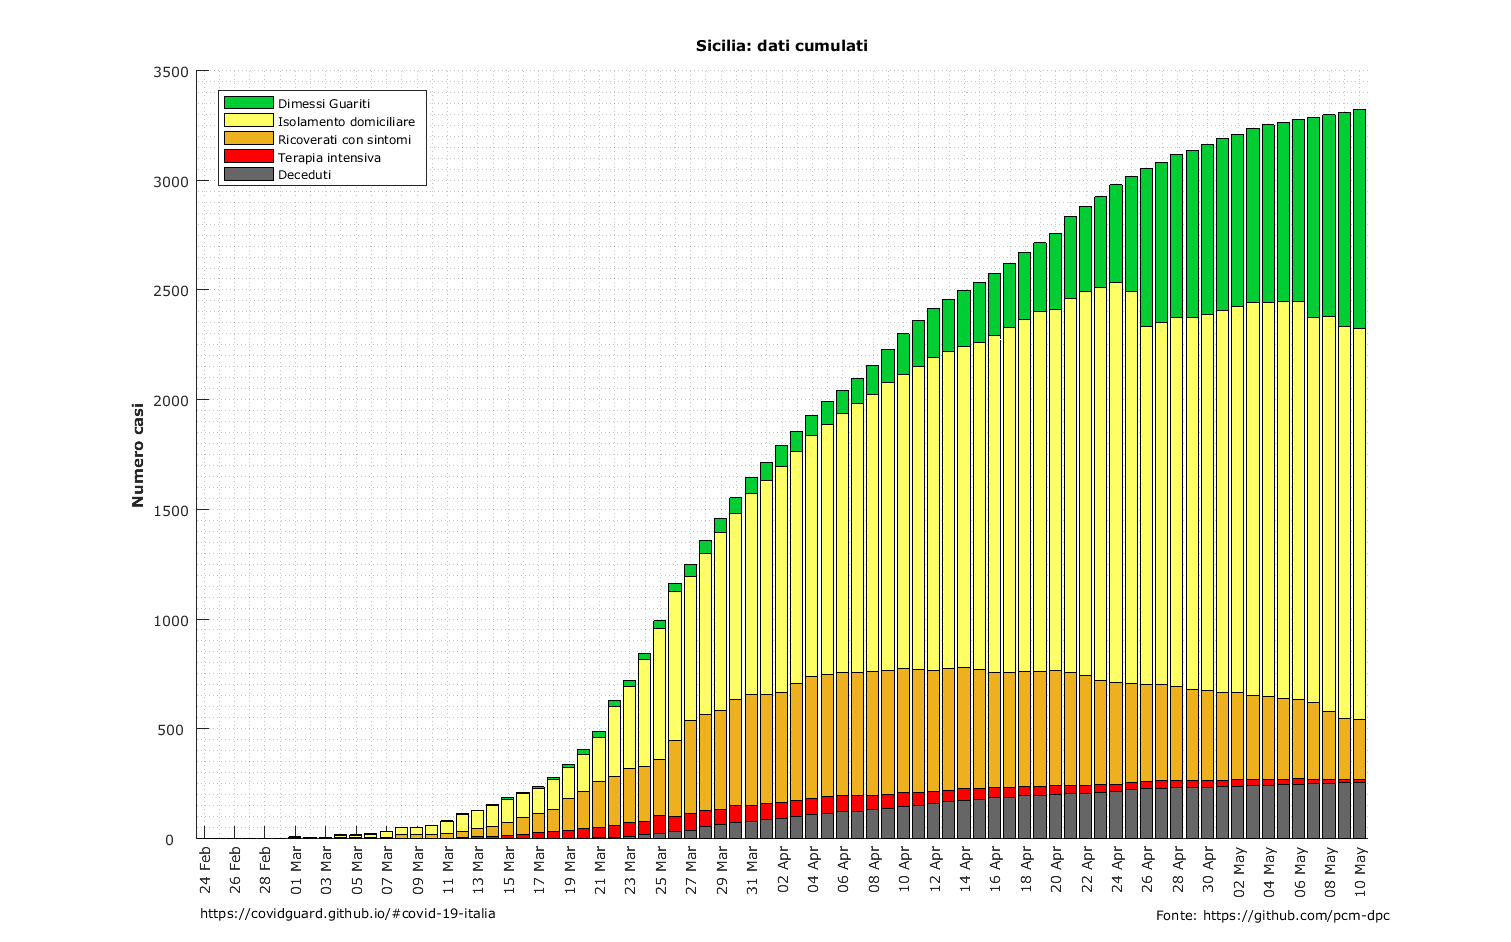 Sicilia: dati cumulati
3500
3000
2500
2000
1500
1000
500
0
Numero casi
Dimessi Guariti
Isolamento domiciliare
Ricoverati con sintomi
Terapia intensiva
Deceduti
24 Feb
26 Feb
28 Feb
01 Mar
03 Mar
05 Mar
07 Mar
09 Mar
11 Mar
13 Mar
15 Mar
17 Mar
19 Mar
21 Mar
23 Mar
25 Mar
27 Mar
29 Mar
31 Mar
02 Apr
04 Apr
06 Apr
08 Apr
10 Apr
12 Apr
14 Apr
16 Apr
18 Apr
20 Apr
22 Apr
24 Apr
26 Apr
28 Apr
30 Apr
02 May
04 May
06 May
08 May
10 May
https://covidguard.github.io/#covid-19-italia
Fonte: https://github.com/pcm-dpc